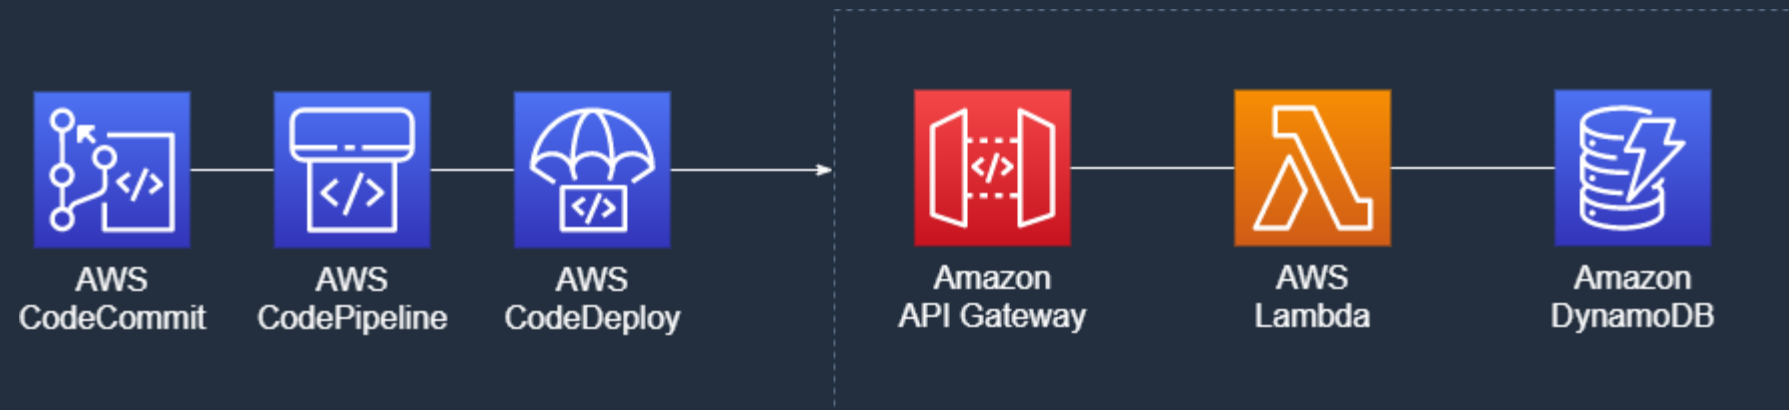 AWS
CodeCommit
AWS
CodePipeline
AWS
CodeDeploy
Amazon
API Gateway
AWS
Lambda
Amazon
DynamoDB